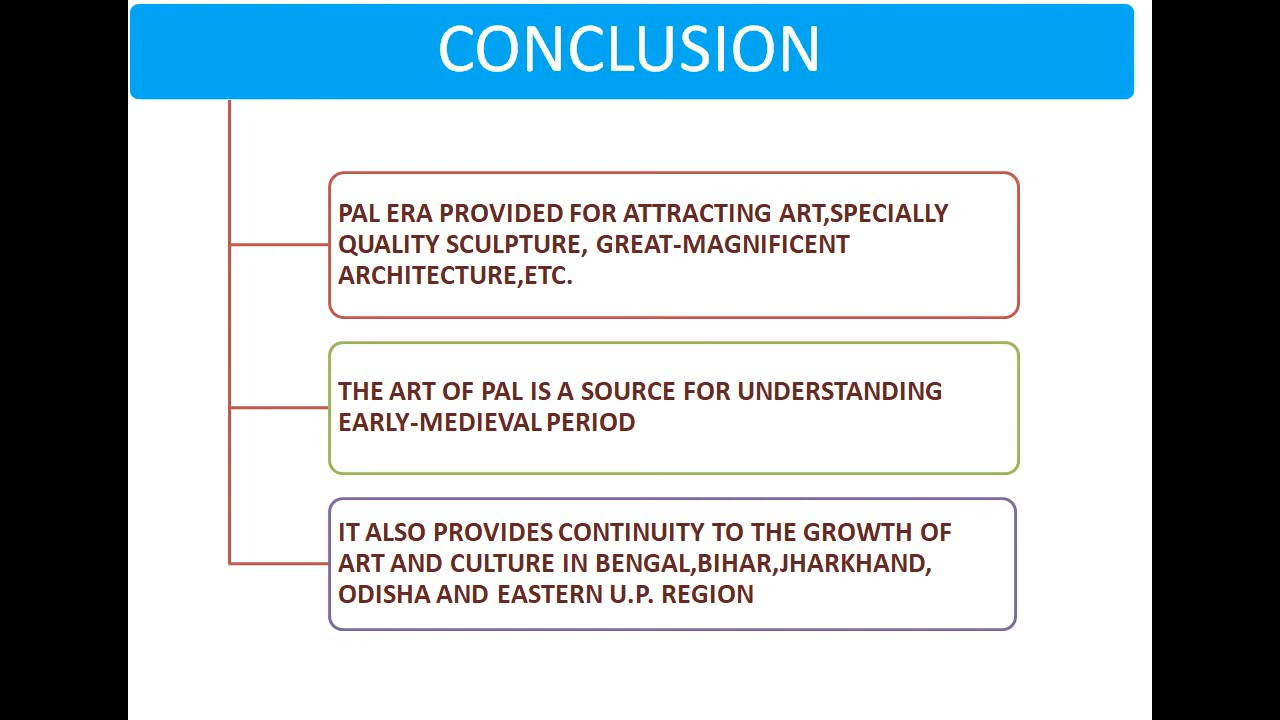 CONCLUSION
PAL ERA PROVIDED FOR ATTRACTING ART,SPECIALLY
QUALITY SCULPTURE, GREAT-MAGNIFICENT
ARCHITECTURE,ETC.
THE ART OF PAL IS A SOURCE FOR UNDERSTANDING
EARLY-MEDIEVAL PERIOD
IT ALSO PROVIDES CONTINUITY TO THE GROWTH OF
ART AND CULTURE IN BENGAL,BIHAR,JHARKHAND,
ODISHA AND EASTERN U.P. REGION